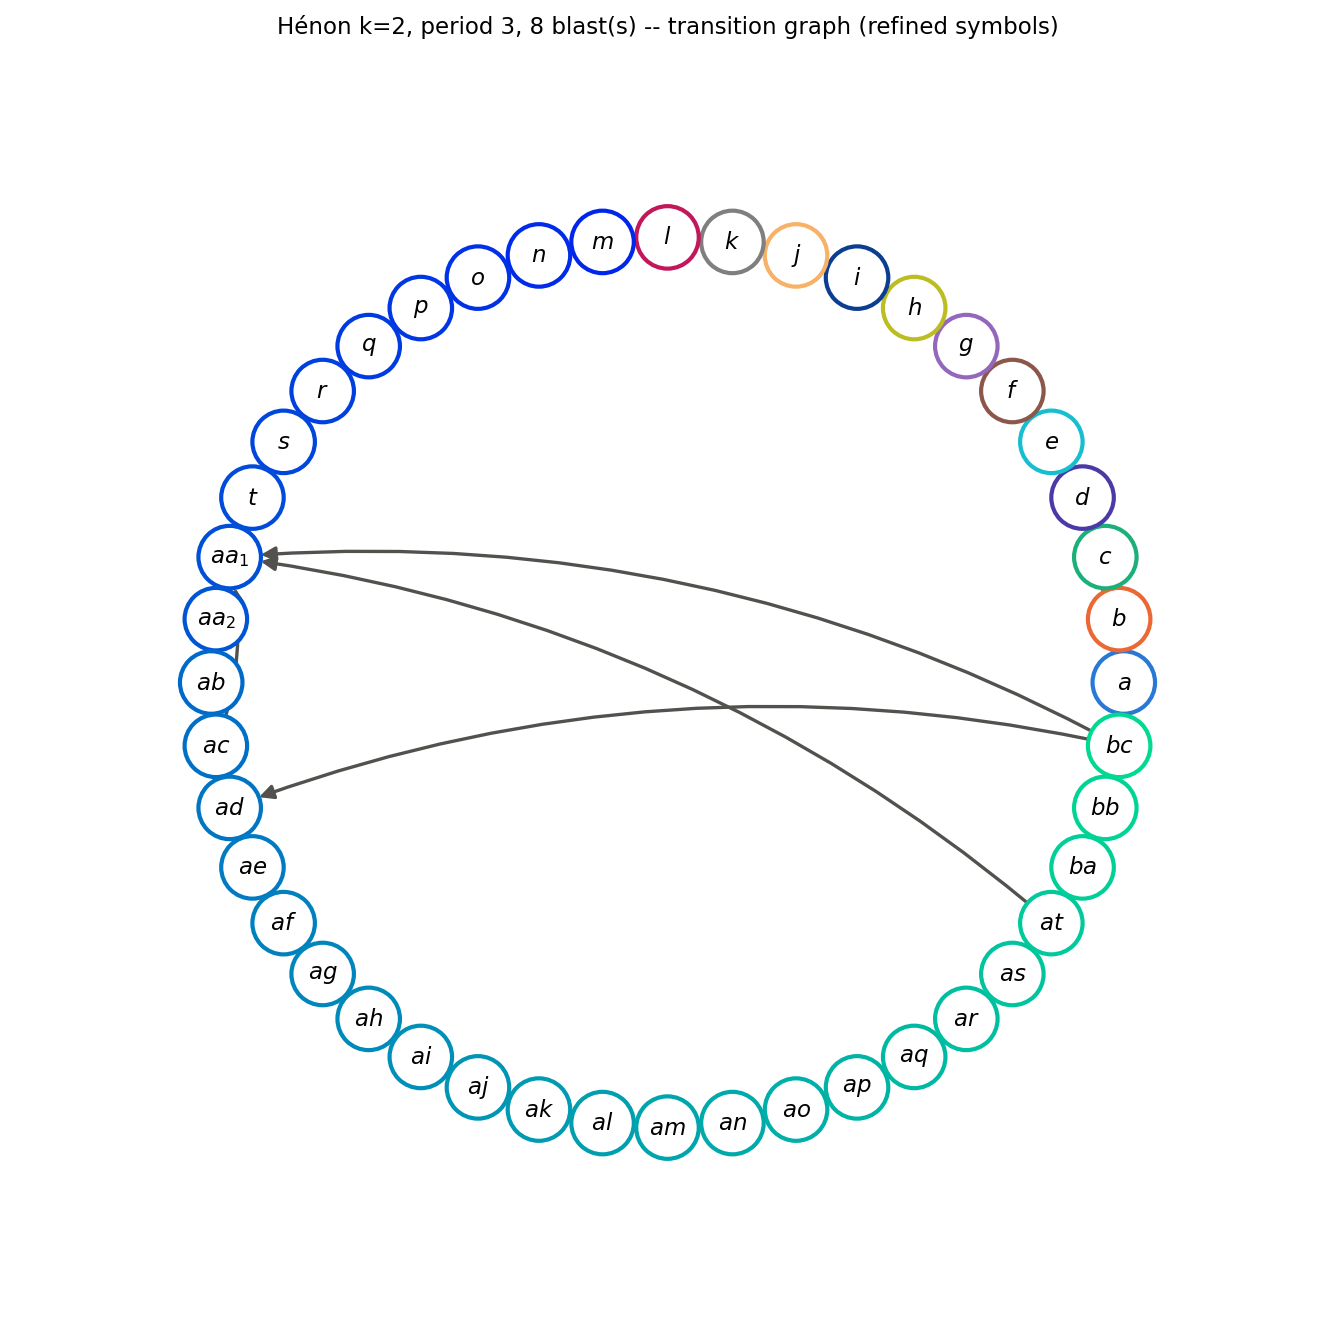 Hénon k=2, period 3, 8 blast(s) -- transition graph (refined symbols)
l
m
k
n
j
o
i
p
h
q
g
r
f
s
e
t
d
aa₁
c
aa₂
b
ab
a
ac
bc
ad
bb
ae
ba
af
at
ag
as
ah
ar
ai
aq
aj
ap
ak
ao
al
an
am